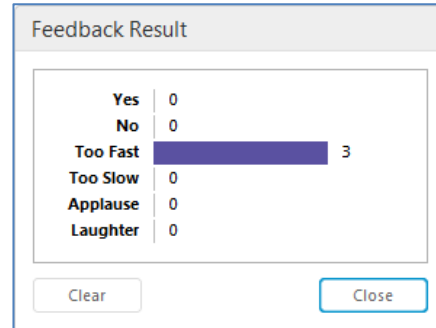 Feedback Result
Yes 0
No 0
Too Fast 3
Too Slow 0
Applause 0
Laughter 0
Clear Close